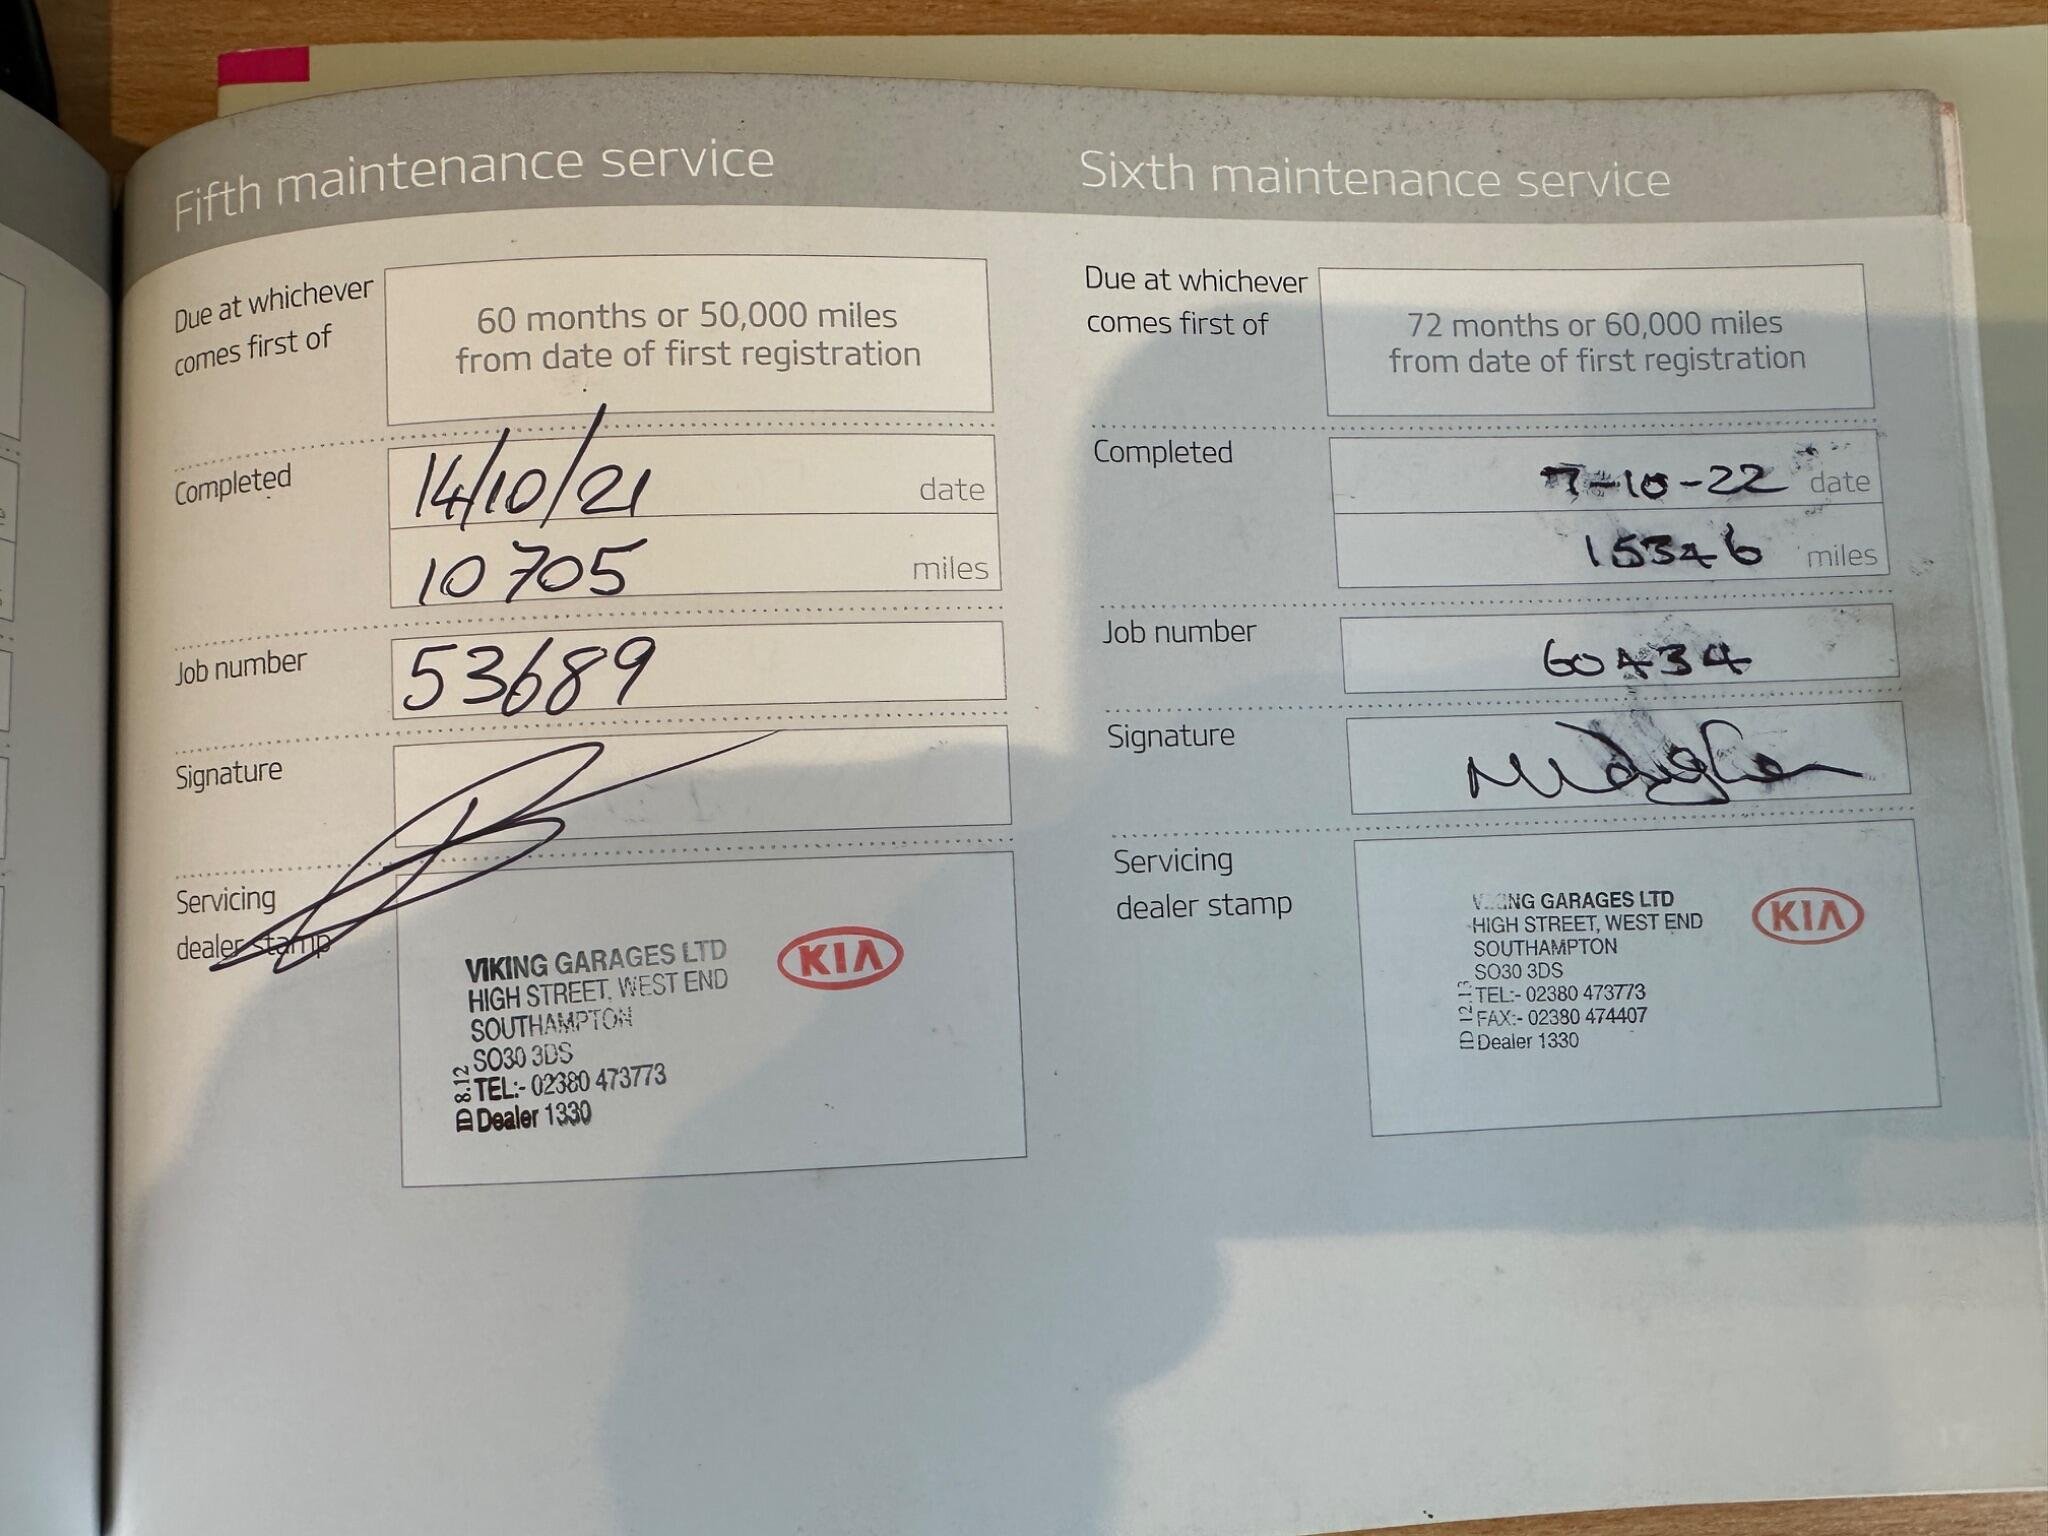 Fifth maintenance service
Due at whichever
comes first of
60 months or 50,000 miles
from date of first registration
Completed
14/10/21 date
10705 miles
Job number
53689
Signature
Servicing
dealer stamp
VIKING GARAGES LTD
HIGH STREET, WEST END
SOUTHAMPTON
SO30 3DS
TEL:- 02380 473773
Dealer 1330
ID 8.12
KIA
Sixth maintenance service
Due at whichever
comes first of
72 months or 60,000 miles
from date of first registration
Completed
7-10-22 date
15346 miles
Job number
60434
Signature
Servicing
dealer stamp
VIKING GARAGES LTD
HIGH STREET, WEST END
SOUTHAMPTON
SO30 3DS
TEL:- 02380 473773
FAX:- 02380 474407
Dealer 1330
ID 12.13
KIA